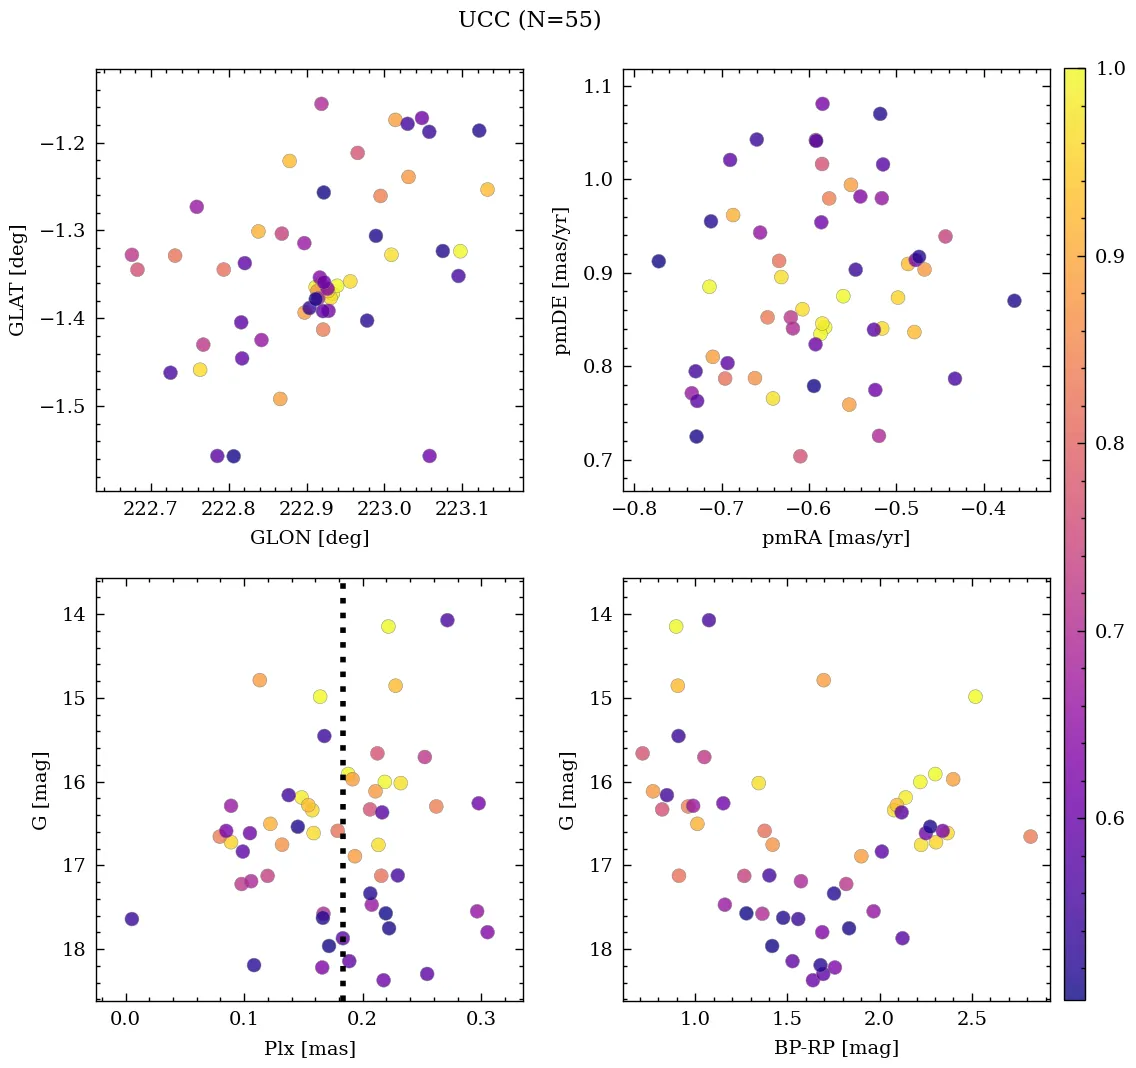 UCC (N=55)
−1.2
−1.3
−1.4
−1.5
GLAT [deg]
222.7 222.8 222.9 223.0 223.1
GLON [deg]
1.1
1.0
0.9
0.8
0.7
pmDE [mas/yr]
−0.8 −0.7 −0.6 −0.5 −0.4
pmRA [mas/yr]
14
15
16
17
18
G [mag]
0.0 0.1 0.2 0.3
Plx [mas]
14
15
16
17
18
G [mag]
1.0 1.5 2.0 2.5
BP-RP [mag]
1.0
0.9
0.8
0.7
0.6